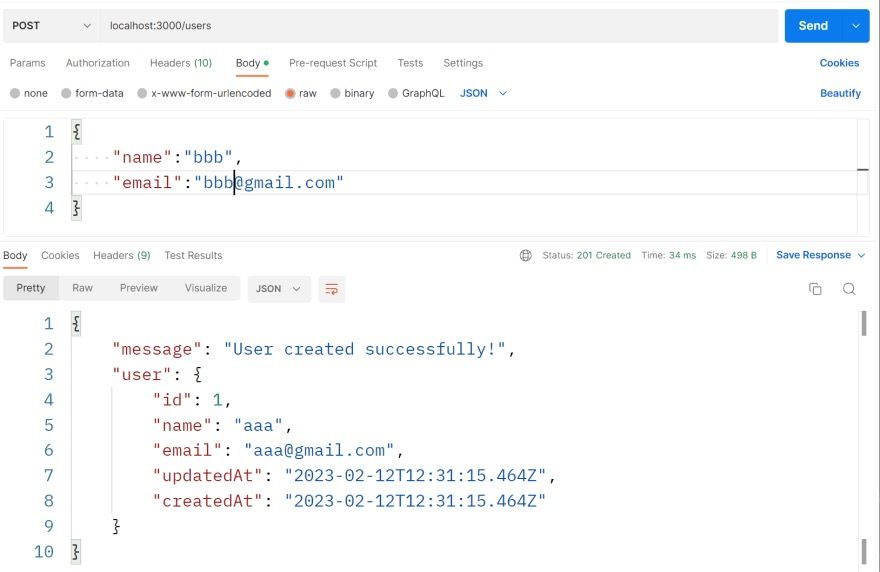 POST localhost:3000/users Send
Params Authorization Headers (10) Body Pre-request Script Tests Settings Cookies
none form-data x-www-form-urlencoded raw binary GraphQL JSON Beautify
1 {
2 "name":"bbb",
3 "email":"bbb@gmail.com"
4 }
Body Cookies Headers (9) Test Results Status: 201 Created Time: 34 ms Size: 498 B Save Response
Pretty Raw Preview Visualize JSON
1 {
2 "message": "User created successfully!",
3 "user": {
4 "id": 1,
5 "name": "aaa",
6 "email": "aaa@gmail.com",
7 "updatedAt": "2023-02-12T12:31:15.464Z",
8 "createdAt": "2023-02-12T12:31:15.464Z"
9 }
10 }